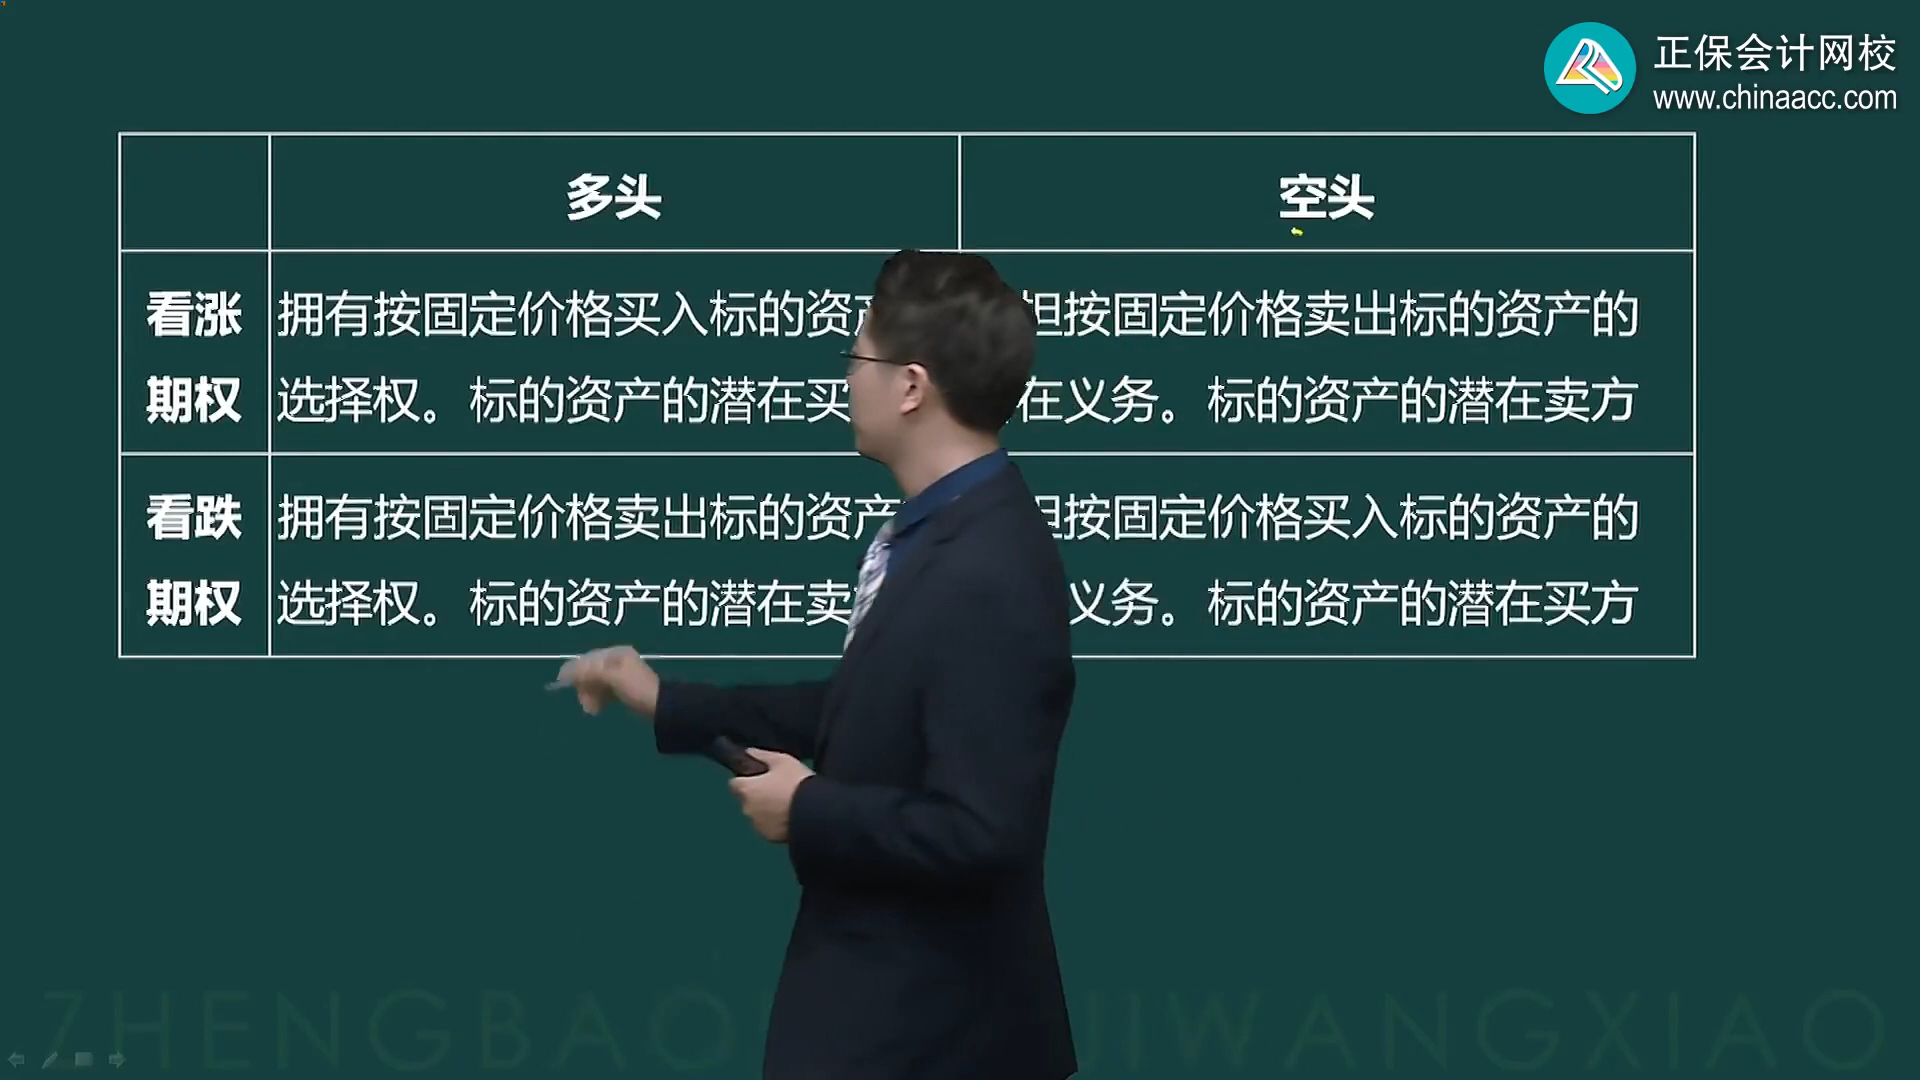 正保会计网校
www.chinaacc.com
多头 空头
看涨期权
拥有按固定价格买入标的资
担按固定价格卖出标的资产的
选择权。标的资产的潜在买
在义务。标的资产的潜在卖方
看跌期权
拥有按固定价格卖出标的资产
担按固定价格买入标的资产的
选择权。标的资产的潜在卖
义务。标的资产的潜在买方
ZHENGBAO JIWANGXIAO